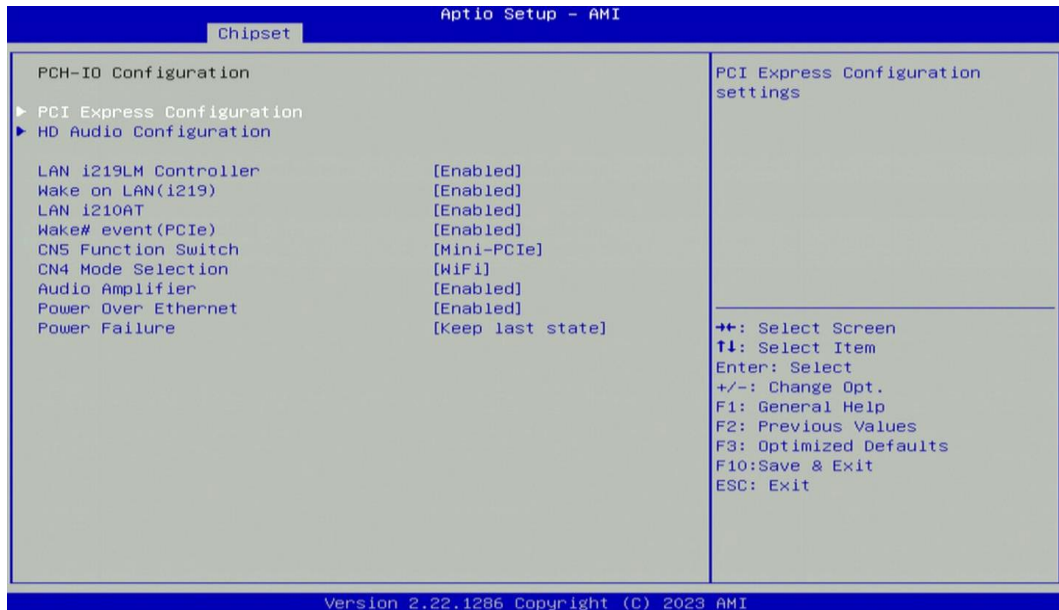 Aptio Setup – AMI
Chipset
PCH-IO Configuration
► PCI Express Configuration
► HD Audio Configuration
LAN i219LM Controller [Enabled]
Wake on LAN(i219) [Enabled]
LAN i210AT [Enabled]
Wake# event(PCIe) [Enabled]
CN5 Function Switch [Mini-PCIe]
CN4 Mode Selection [WiFi]
Audio Amplifier [Enabled]
Power Over Ethernet [Enabled]
Power Failure [Keep last state]
PCI Express Configuration
settings
→←: Select Screen
↑↓: Select Item
Enter: Select
+/-: Change Opt.
F1: General Help
F2: Previous Values
F3: Optimized Defaults
F10:Save & Exit
ESC: Exit
Version 2.22.1286 Copyright (C) 2023 AMI